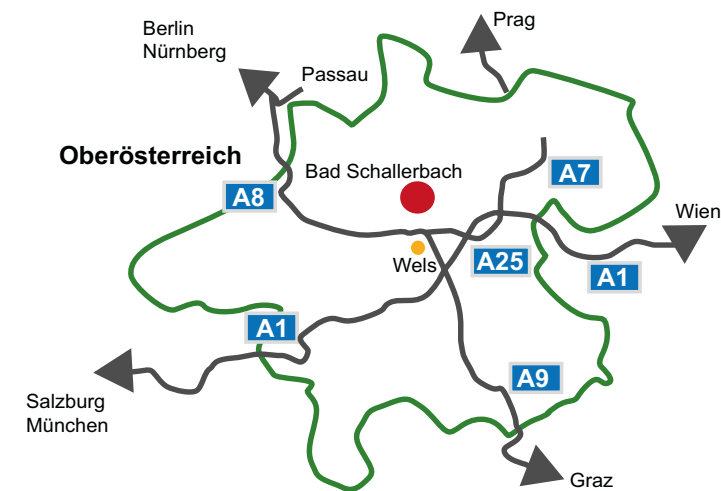 Prag
Berlin
Nürnberg
Passau
Oberösterreich
Bad Schallerbach
A7
A8
Wien
Wels
A25
A1
A1
A9
Salzburg
München
Graz